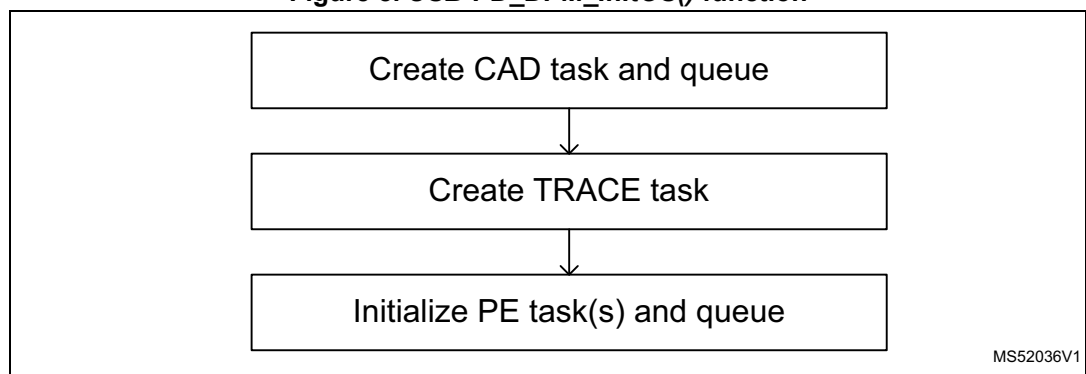 Create CAD task and queue
Create TRACE task
Initialize PE task(s) and queue
MS52036V1